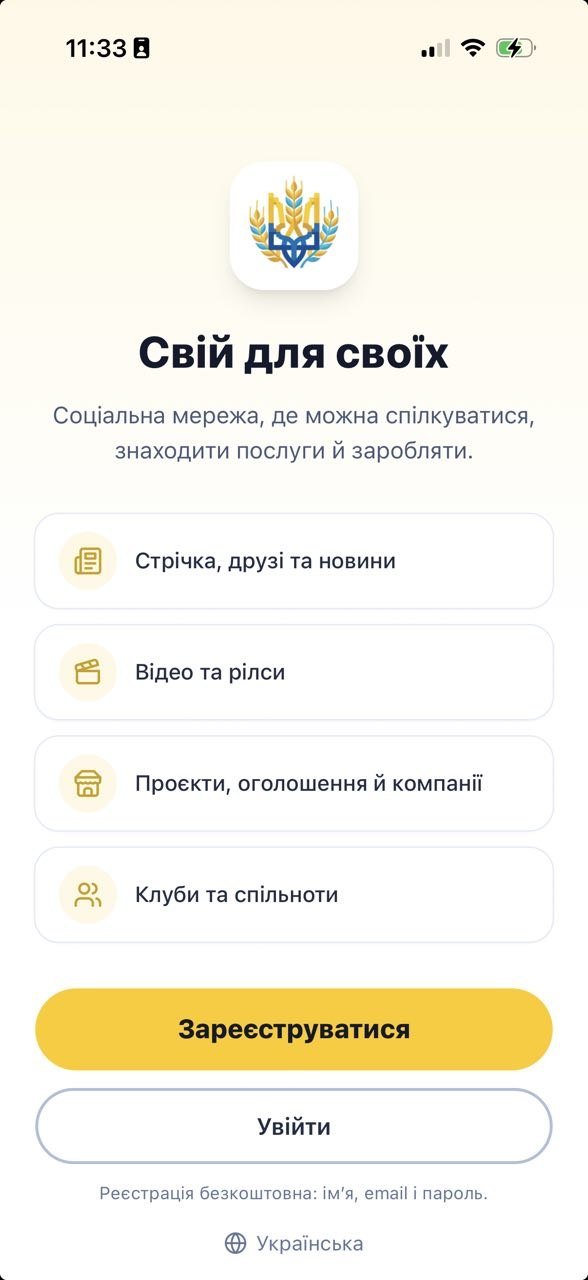 11:33
Свій для своїх
Соціальна мережа, де можна спілкуватися,
знаходити послуги й заробляти.
Стрічка, друзі та новини
Відео та рілси
Проєкти, оголошення й компанії
Клуби та спільноти
Зареєструватися
Увійти
Реєстрація безкоштовна: ім’я, email і пароль.
Українська